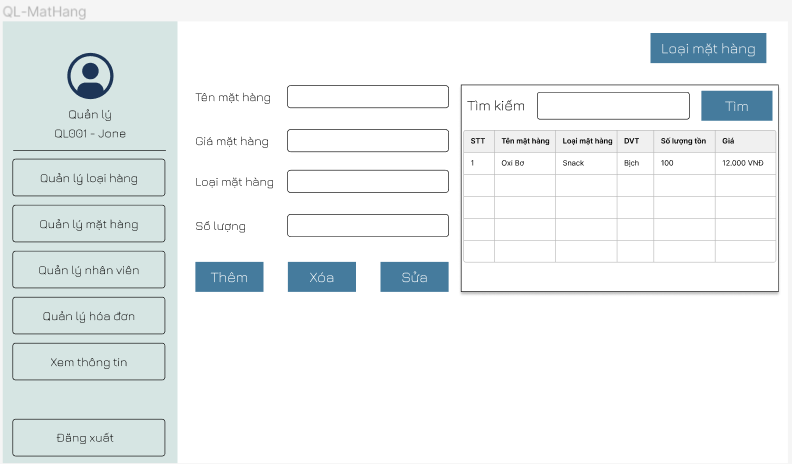 QL-MatHang
Quản lý
QL001 - Jone
Quản lý loại hàng
Quản lý mặt hàng
Quản lý nhân viên
Quản lý hóa đơn
Xem thông tin
Đăng xuất
Loại mặt hàng
Tên mặt hàng
Giá mặt hàng
Loại mặt hàng
Số lượng
Thêm Xóa Sửa
Tìm kiếm Tìm
STT Tên mặt hàng Loại mặt hàng DVT Số lượng tồn Giá
1 Oxi Bơ Snack Bịch 100 12.000 VNĐ